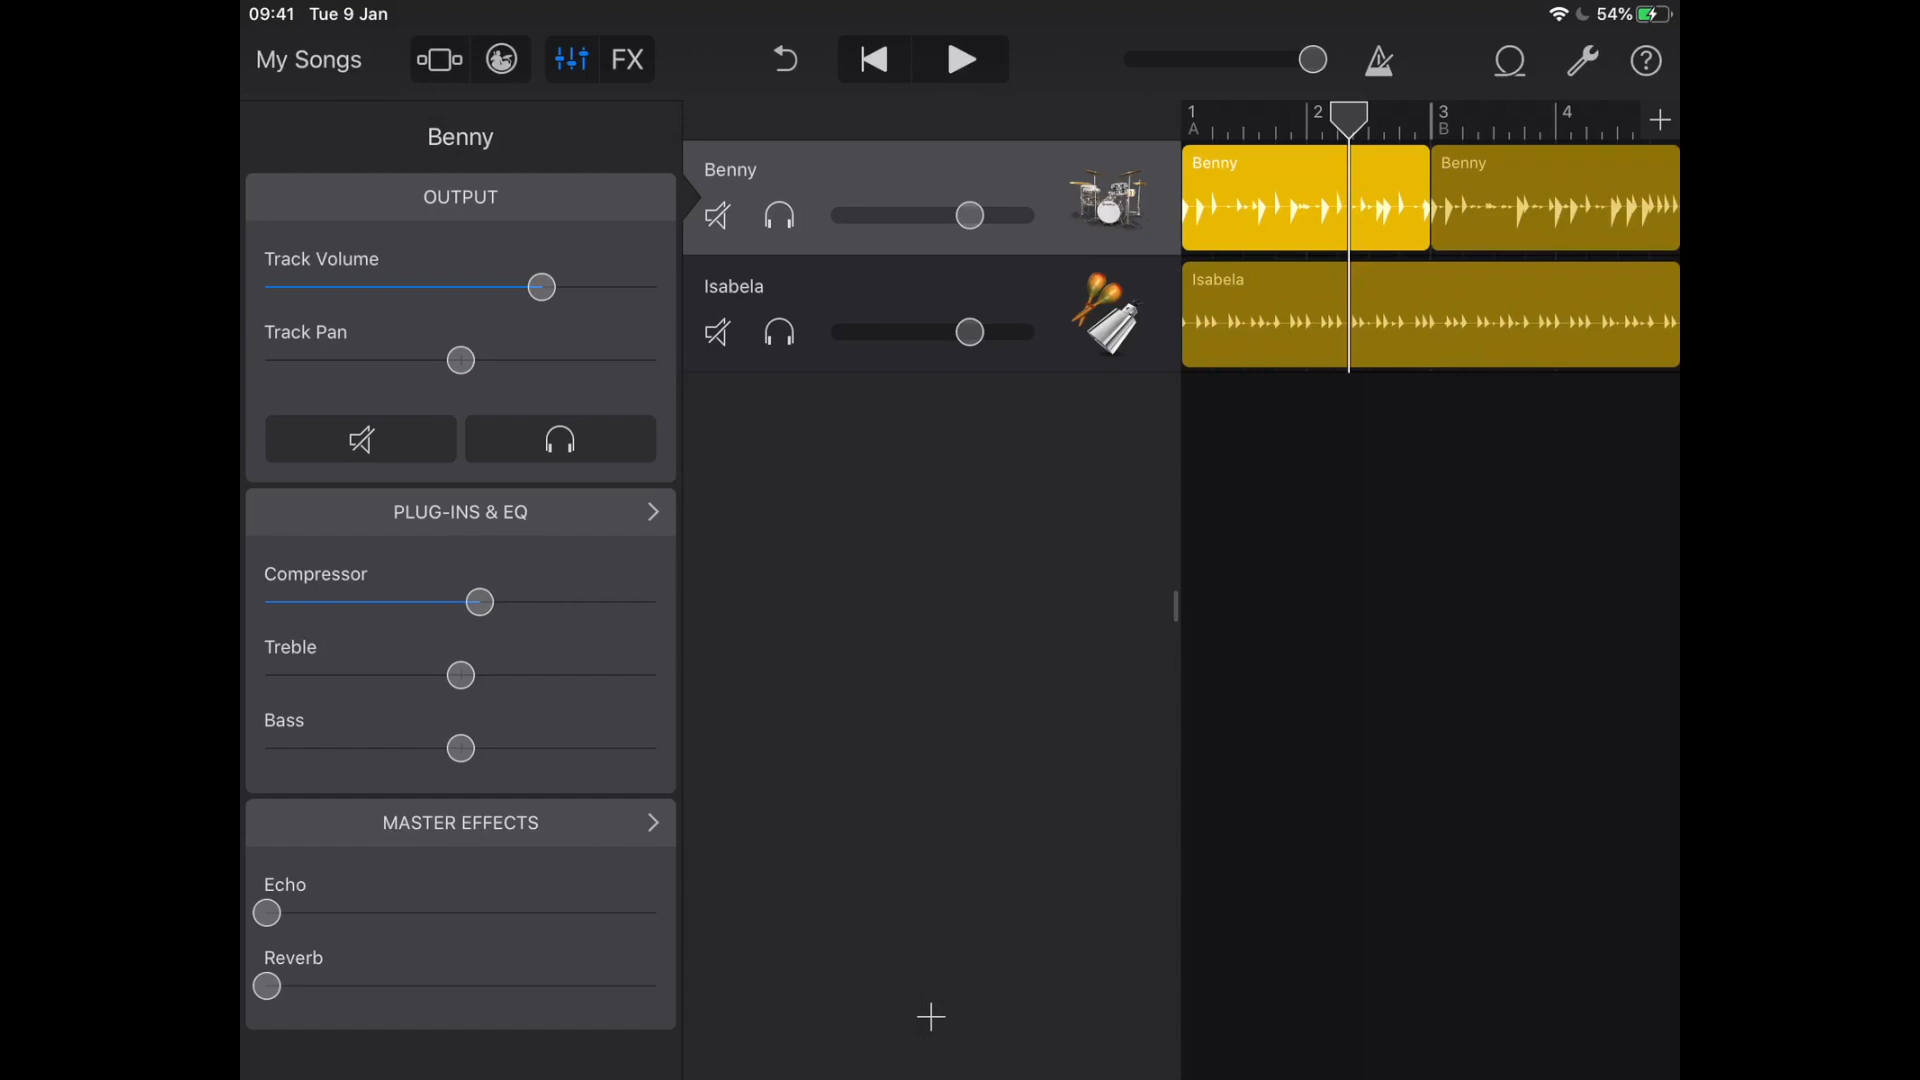 09:41 Tue 9 Jan
54%
My Songs
FX
Benny
OUTPUT
Track Volume
Track Pan
PLUG-INS & EQ
Compressor
Treble
Bass
MASTER EFFECTS
Echo
Reverb
Benny
Isabela
1 2 3 4
A B
Benny Benny
Isabela